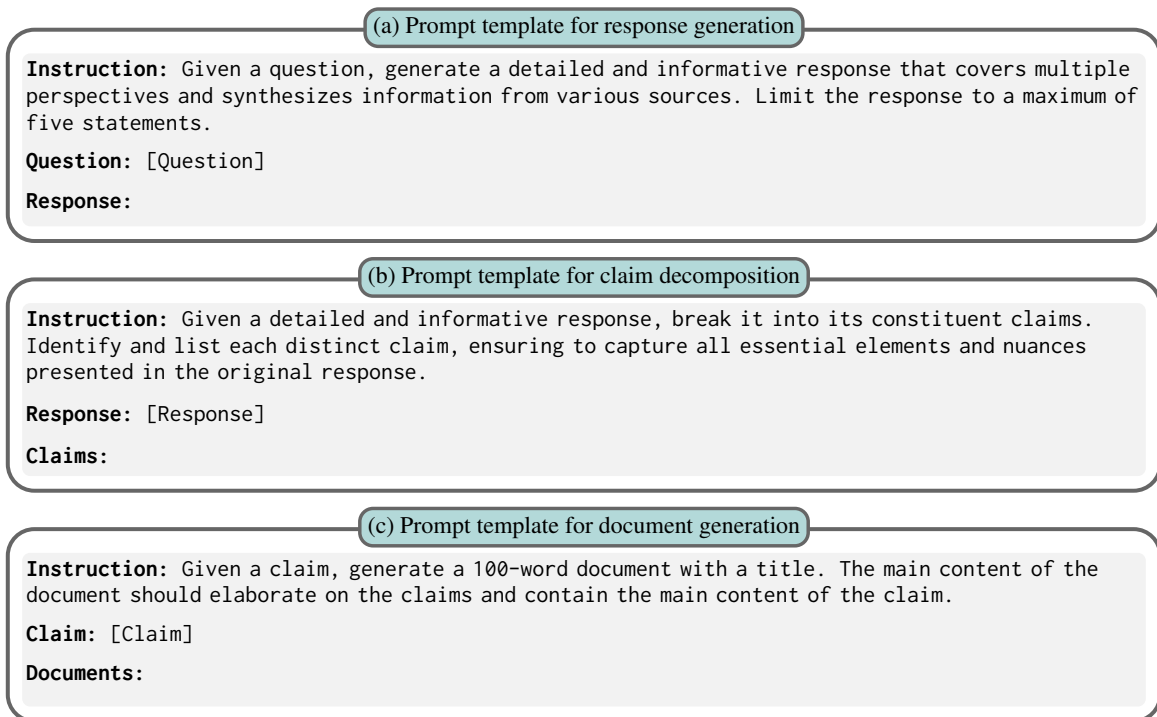 (a) Prompt template for response generation
Instruction: Given a question, generate a detailed and informative response that covers multiple
perspectives and synthesizes information from various sources. Limit the response to a maximum of
five statements.
Question: [Question]
Response:
(b) Prompt template for claim decomposition
Instruction: Given a detailed and informative response, break it into its constituent claims.
Identify and list each distinct claim, ensuring to capture all essential elements and nuances
presented in the original response.
Response: [Response]
Claims:
(c) Prompt template for document generation
Instruction: Given a claim, generate a 100-word document with a title. The main content of the
document should elaborate on the claims and contain the main content of the claim.
Claim: [Claim]
Documents: